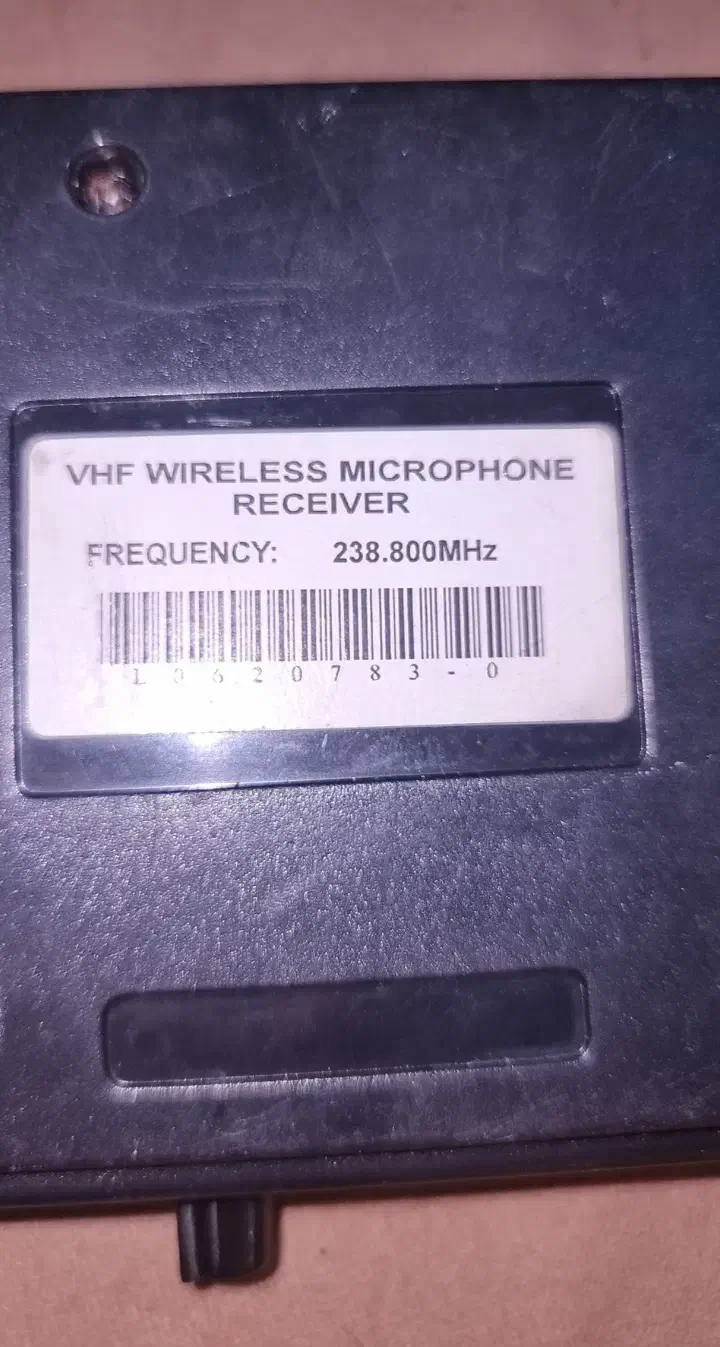 VHF WIRELESS MICROPHONE
RECEIVER
FREQUENCY: 238.800MHz
L 0 6 2 0 7 8 3 - 0